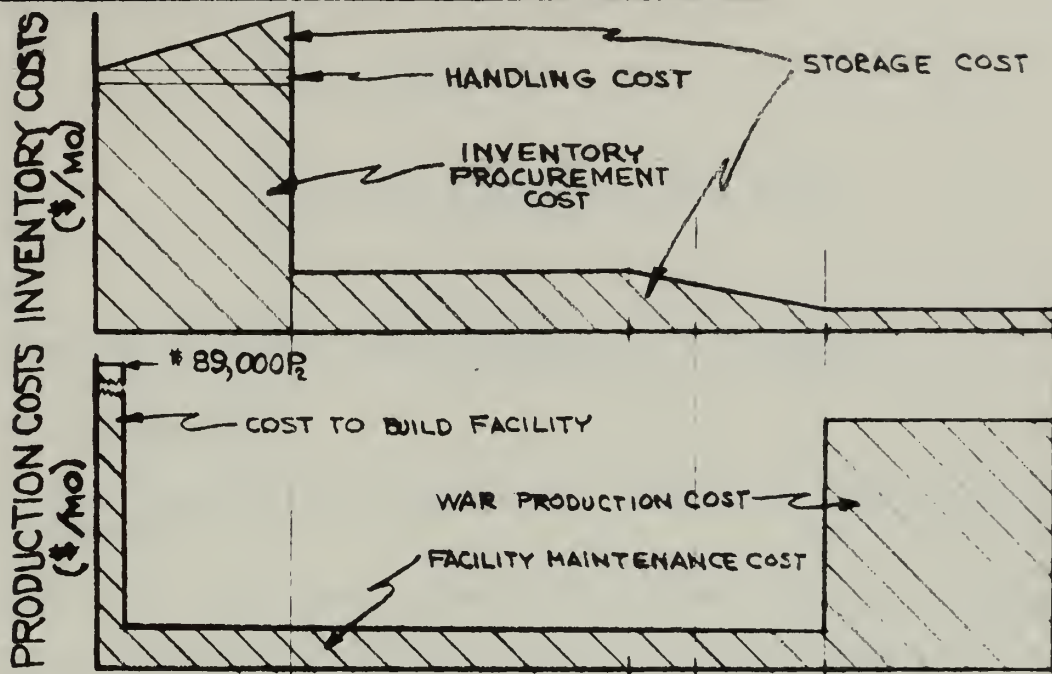 INVENTORY COSTS
($/MO)
HANDLING COST
STORAGE COST
INVENTORY
PROCUREMENT
COST
PRODUCTION COSTS
($/MO)
$ 89,000P₂
COST TO BUILD FACILITY
WAR PRODUCTION COST
FACILITY MAINTENANCE COST